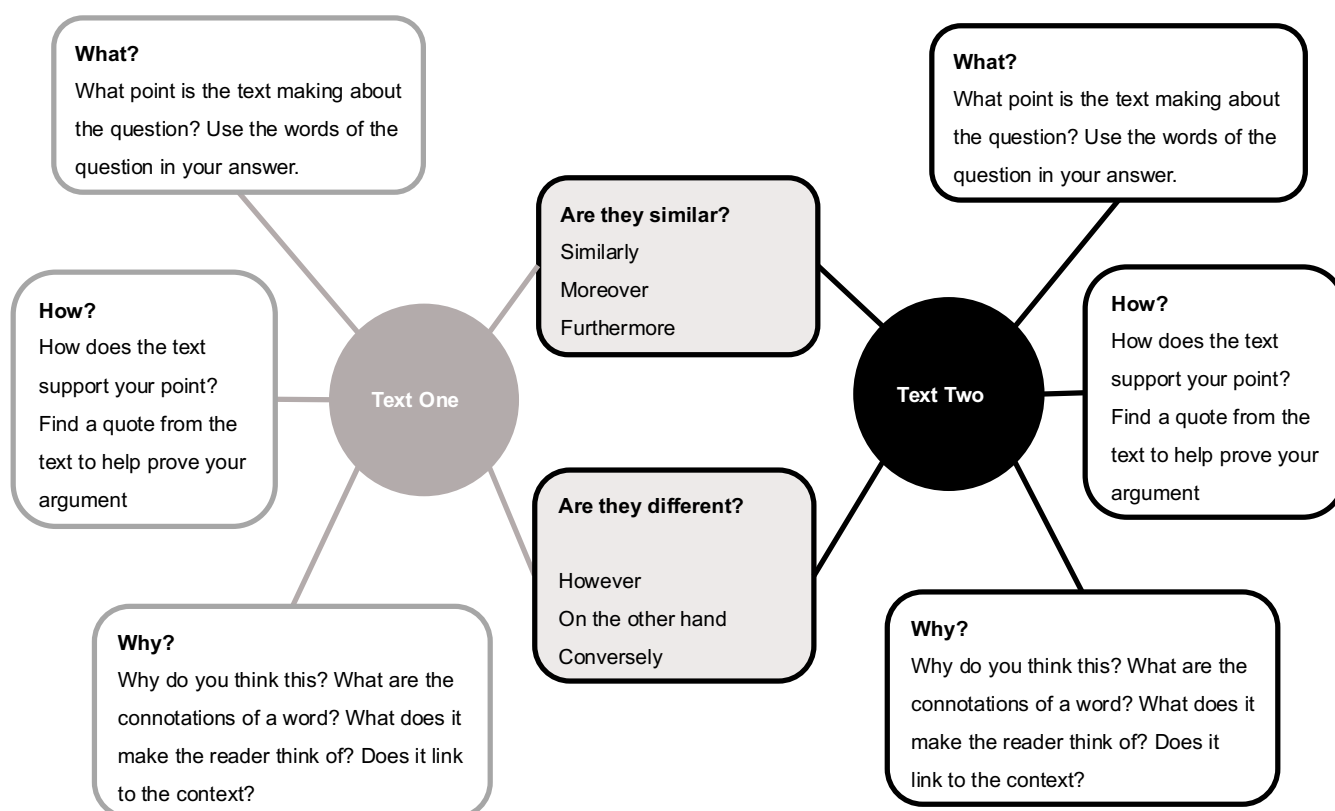 What?
What point is the text making about
the question? Use the words of the
question in your answer.
How?
How does the text
support your point?
Find a quote from the
text to help prove your
argument
Why?
Why do you think this? What are the
connotations of a word? What does it
make the reader think of? Does it link
to the context?
Text One
Are they similar?
Similarly
Moreover
Furthermore
Are they different?
However
On the other hand
Conversely
Text Two
What?
What point is the text making about
the question? Use the words of the
question in your answer.
How?
How does the text
support your point?
Find a quote from the
text to help prove your
argument
Why?
Why do you think this? What are the
connotations of a word? What does it
make the reader think of? Does it
link to the context?